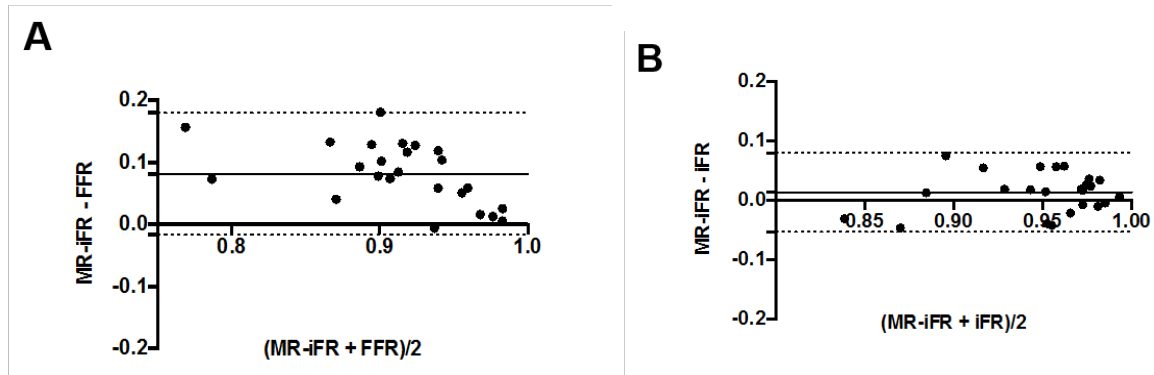 A
0.2
0.1
0.0
-0.1
-0.2
0.8
0.9
1.0
MR-iFR - FFR
(MR-iFR + FFR)/2
B
0.2
0.1
0.0
-0.1
-0.2
0.85
0.90
0.95
1.00
MR-iFR - iFR
(MR-iFR + iFR)/2